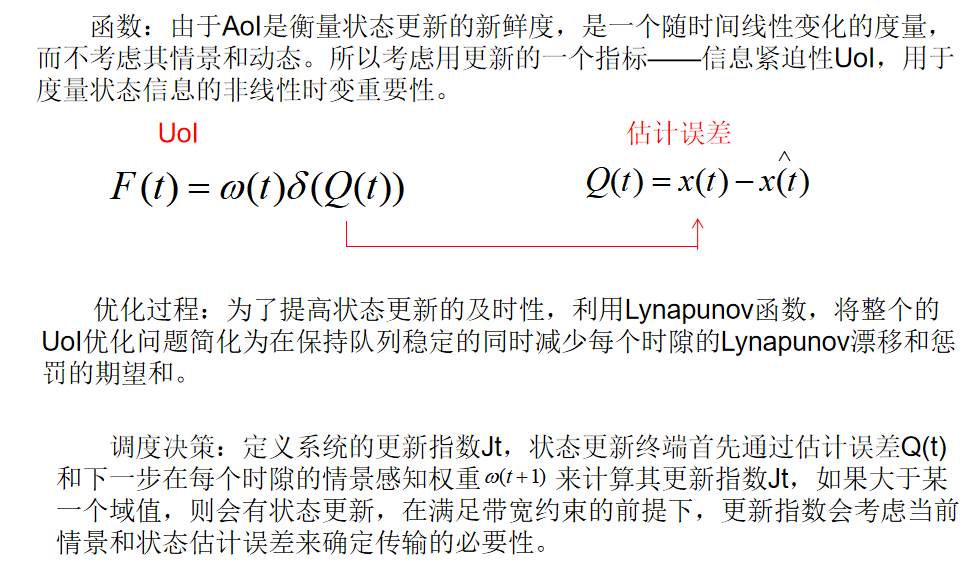 函数：由于AoI是衡量状态更新的新鲜度，是一个随时间线性变化的度量，
而不考虑其情景和动态。所以考虑用更新的一个指标——信息紧迫性UoI，用于
度量状态信息的非线性时变重要性。
UoI
估计误差
F(t) = ω(t)δ(Q(t))
Q(t) = x(t) − x(t)^
优化过程：为了提高状态更新的及时性，利用Lynapunov函数，将整个的
UoI优化问题简化为在保持队列稳定的同时减少每个时隙的Lynapunov漂移和惩
罚的期望和。
调度决策：定义系统的更新指数Jt，状态更新终端首先通过估计误差Q(t)
和下一步在每个时隙的情景感知权重 ω(t+1) 来计算其更新指数Jt，如果大于某
一个域值，则会有状态更新，在满足带宽约束的前提下，更新指数会考虑当前
情景和状态估计误差来确定传输的必要性。